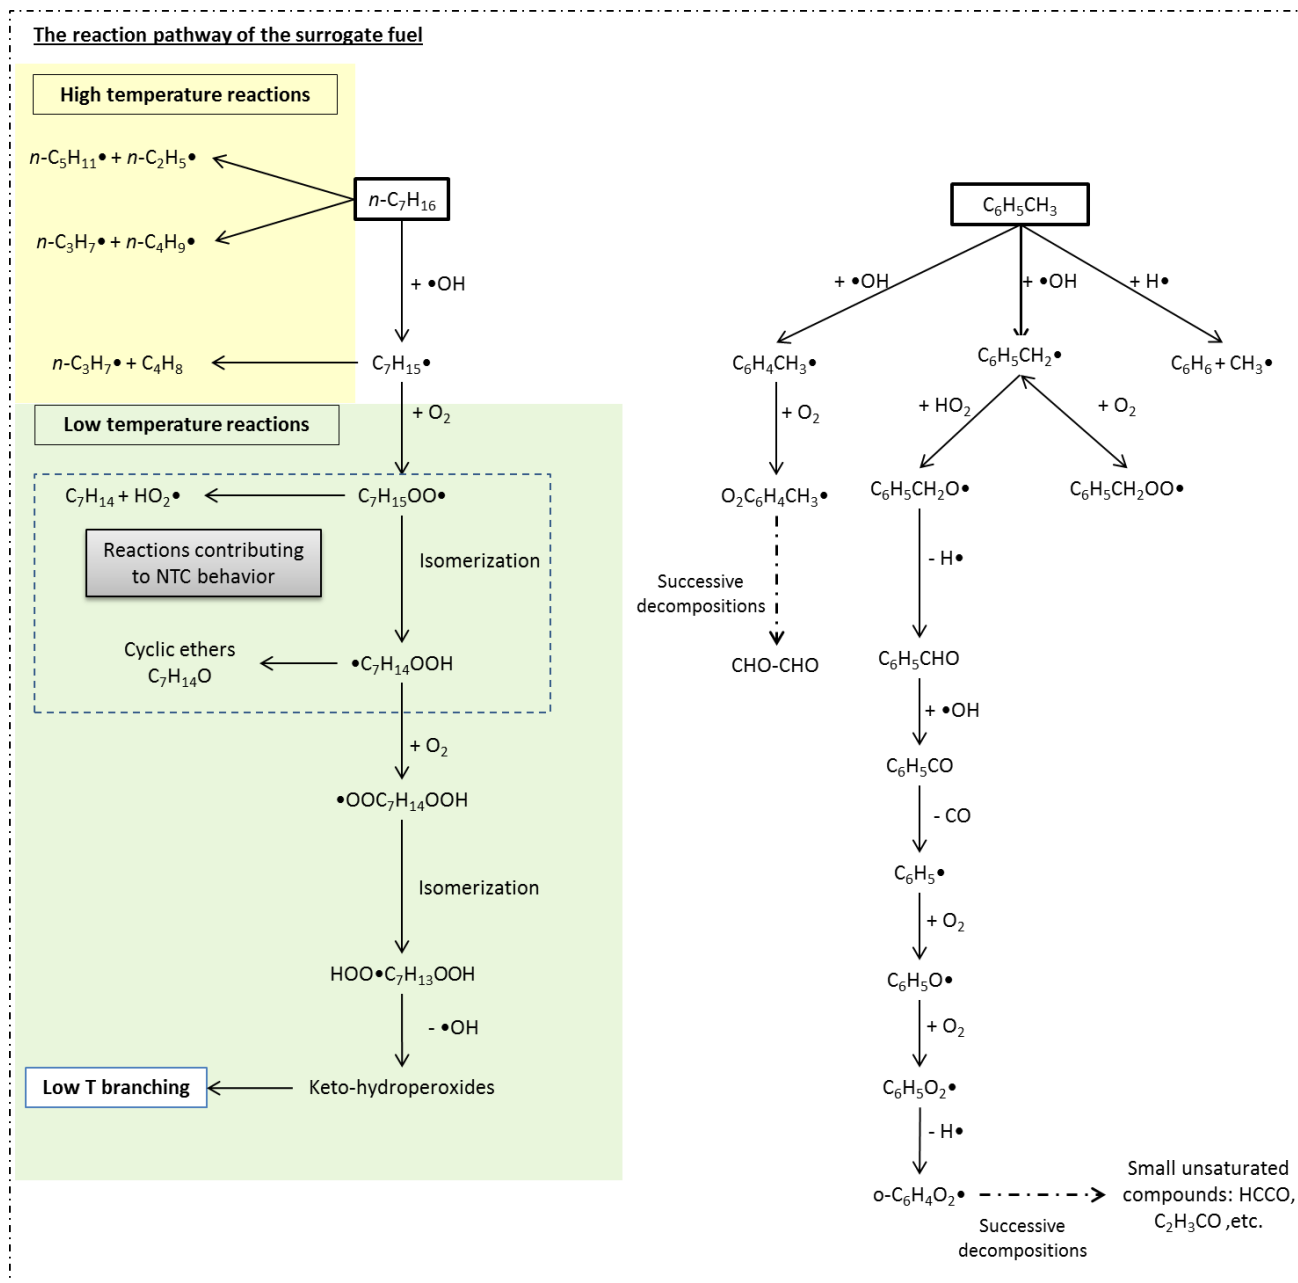 The reaction pathway of the surrogate fuel
High temperature reactions
n-C₅H₁₁• + n-C₂H₅•
n-C₇H₁₆
n-C₃H₇• + n-C₄H₉•
+ •OH
n-C₃H₇• + C₄H₈
C₇H₁₅•
+ O₂
Low temperature reactions
C₇H₁₄ + HO₂•
C₇H₁₅OO•
Reactions contributing
to NTC behavior
Isomerization
Cyclic ethers
C₇H₁₄O
•C₇H₁₄OOH
+ O₂
•OOC₇H₁₄OOH
Isomerization
HOO•C₇H₁₃OOH
- •OH
Low T branching
Keto-hydroperoxides
C₆H₅CH₃
+ •OH
+ •OH
+ H•
C₆H₄CH₃•
C₆H₅CH₂•
C₆H₆ + CH₃•
+ O₂
+ HO₂
+ O₂
O₂C₆H₄CH₃•
C₆H₅CH₂O•
C₆H₅CH₂OO•
Successive
decompositions
- H•
CHO-CHO
C₆H₅CHO
+ •OH
C₆H₅CO
- CO
C₆H₅•
+ O₂
C₆H₅O•
+ O₂
C₆H₅O₂•
- H•
o-C₆H₄O₂•
Successive
decompositions
Small unsaturated
compounds: HCCO,
C₂H₃CO ,etc.